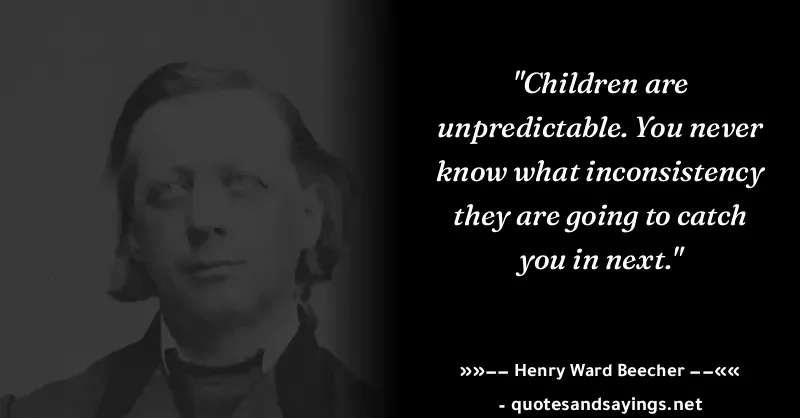 "Children are
unpredictable. You never
know what inconsistency
they are going to catch
you in next."
»»−− Henry Ward Beecher −−««
- quotesandsayings.net